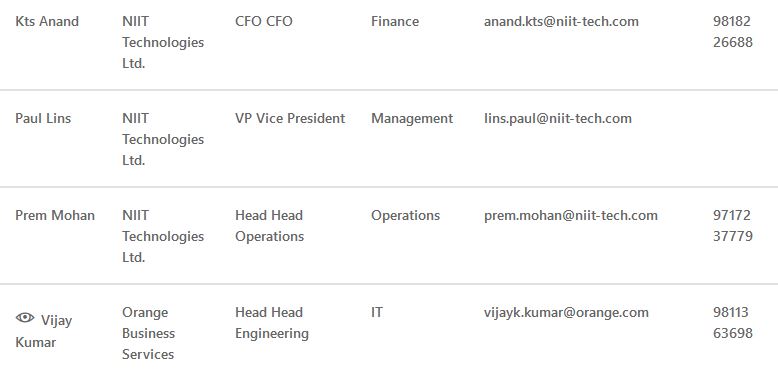 Kts Anand NIIT CFO CFO Finance anand.kts@niit-tech.com 98182
Technologies 26688
Ltd.
Paul Lins NIIT VP Vice President Management lins.paul@niit-tech.com
Technologies
Ltd.
Prem Mohan NIIT Head Head Operations prem.mohan@niit-tech.com 97172
Technologies Operations 37779
Ltd.
Vijay Orange Head Head IT vijayk.kumar@orange.com 98113
Kumar Business Engineering 63698
Services